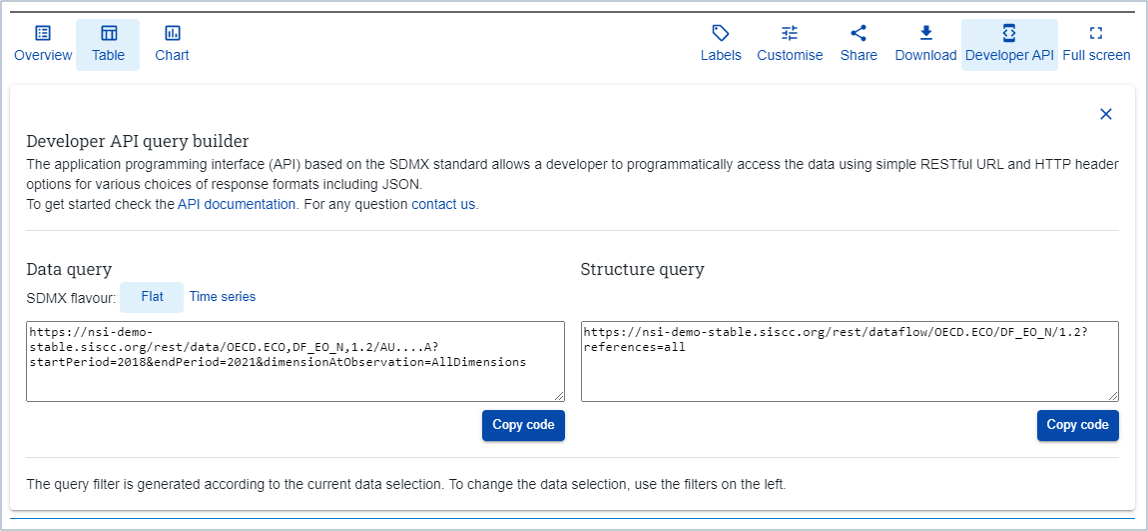 Overview Table Chart Labels Customise Share Download Developer API Full screen
Developer API query builder
The application programming interface (API) based on the SDMX standard allows a developer to programmatically access the data using simple RESTful URL and HTTP header
options for various choices of response formats including JSON.
To get started check the API documentation. For any question contact us.
Data query
SDMX flavour: Flat Time series
https://nsi-demo-
stable.siscc.org/rest/data/OECD.ECO,DF_EO_N,1.2/AU....A?
startPeriod=2018&endPeriod=2021&dimensionAtObservation=AllDimensions
Copy code
Structure query
https://nsi-demo-stable.siscc.org/rest/dataflow/OECD.ECO/DF_EO_N/1.2?
references=all
Copy code
The query filter is generated according to the current data selection. To change the data selection, use the filters on the left.